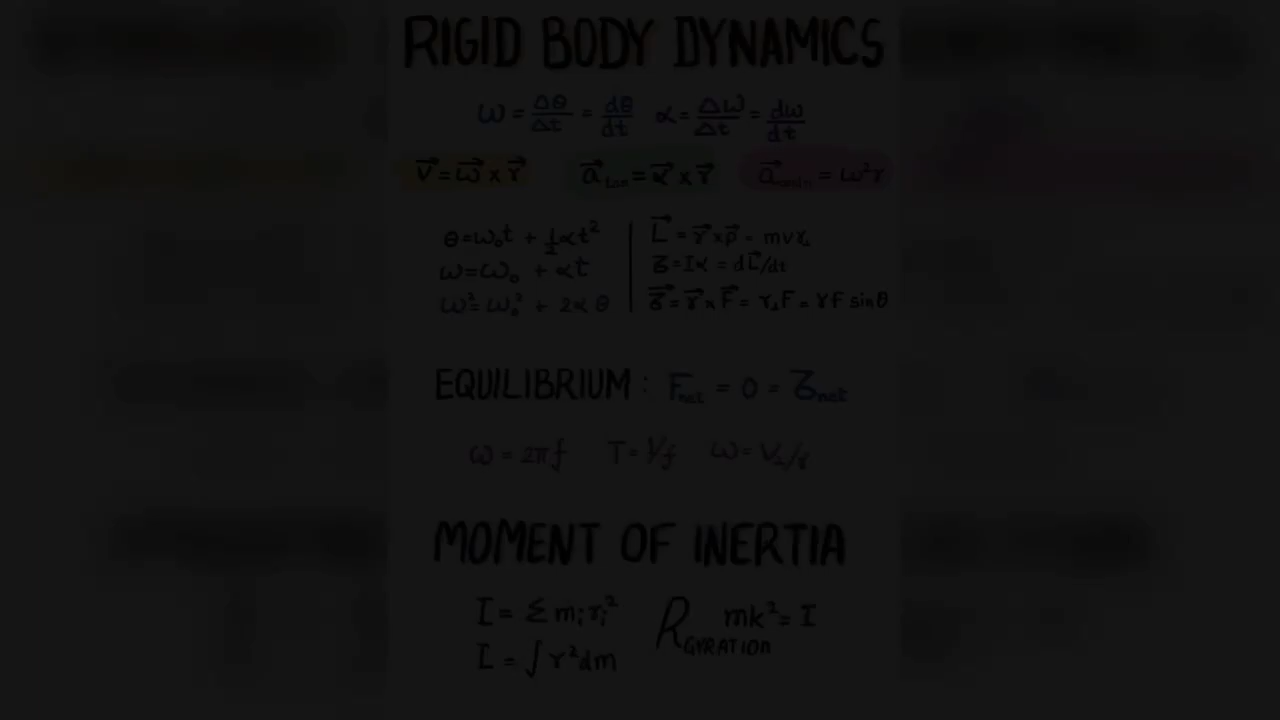 RIGID BODY DYNAMICS
ω = Δθ/Δt = dθ/dt α = Δω/Δt = dω/dt
v⃗ = ω⃗ x r⃗ a⃗tan = α⃗ x r⃗ a⃗centri = ω²r
θ=ω₀t + ½αt² L⃗ = r⃗ x p⃗ = mvr⊥
ω=ω₀ + αt τ = Iα = dL⃗/dt
ω²= ω₀² + 2αθ τ⃗ = r⃗ x F⃗ = r⊥F = rF sinθ
EQUILIBRIUM : Fnet = 0 = τnet
ω = 2πf T = 1/f ω = V⊥/r
MOMENT OF INERTIA
I = Σ mᵢrᵢ² RGYRATION mk² = I
I = ∫r²dm